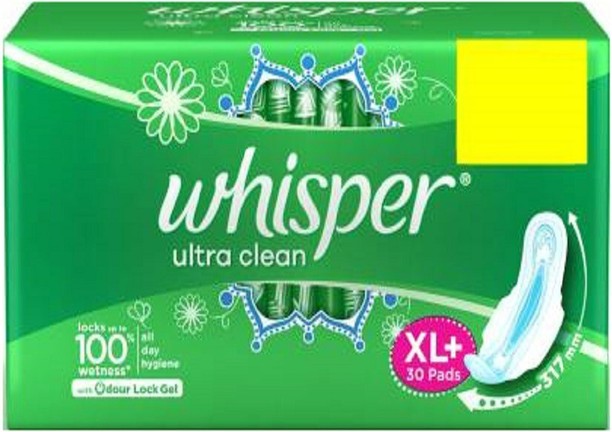 whisper®
ultra clean
locks up to
100%
wetness*
all
day
hygiene
with Odour Lock Gel
XL+
30 Pads
317 mm